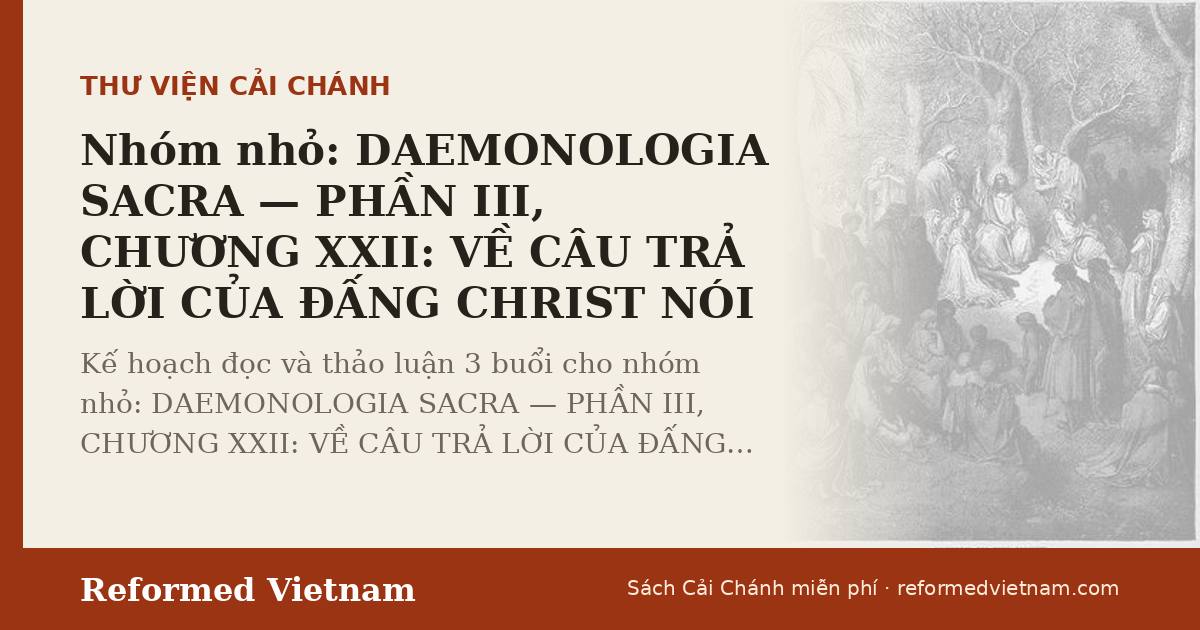 THƯ VIỆN CẢI CHÁNH
Nhóm nhỏ: DAEMONOLOGIA
SACRA — PHẦN III,
CHƯƠNG XXII: VỀ CÂU TRẢ
LỜI CỦA ĐẤNG CHRIST NÓI
Kế hoạch đọc và thảo luận 3 buổi cho nhóm
nhỏ: DAEMONOLOGIA SACRA — PHẦN III,
CHƯƠNG XXII: VỀ CÂU TRẢ LỜI CỦA ĐẤNG...
Reformed Vietnam
Sách Cải Chánh miễn phí · reformedvietnam.com